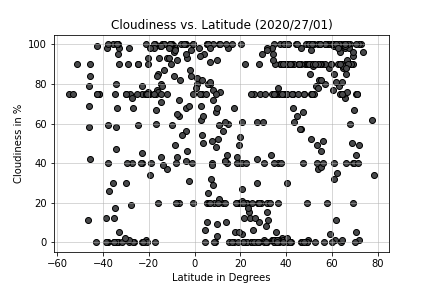 Cloudiness vs. Latitude (2020/27/01)
Cloudiness in %
100
80
60
40
20
0
−60 −40 −20 0 20 40 60 80
Latitude in Degrees